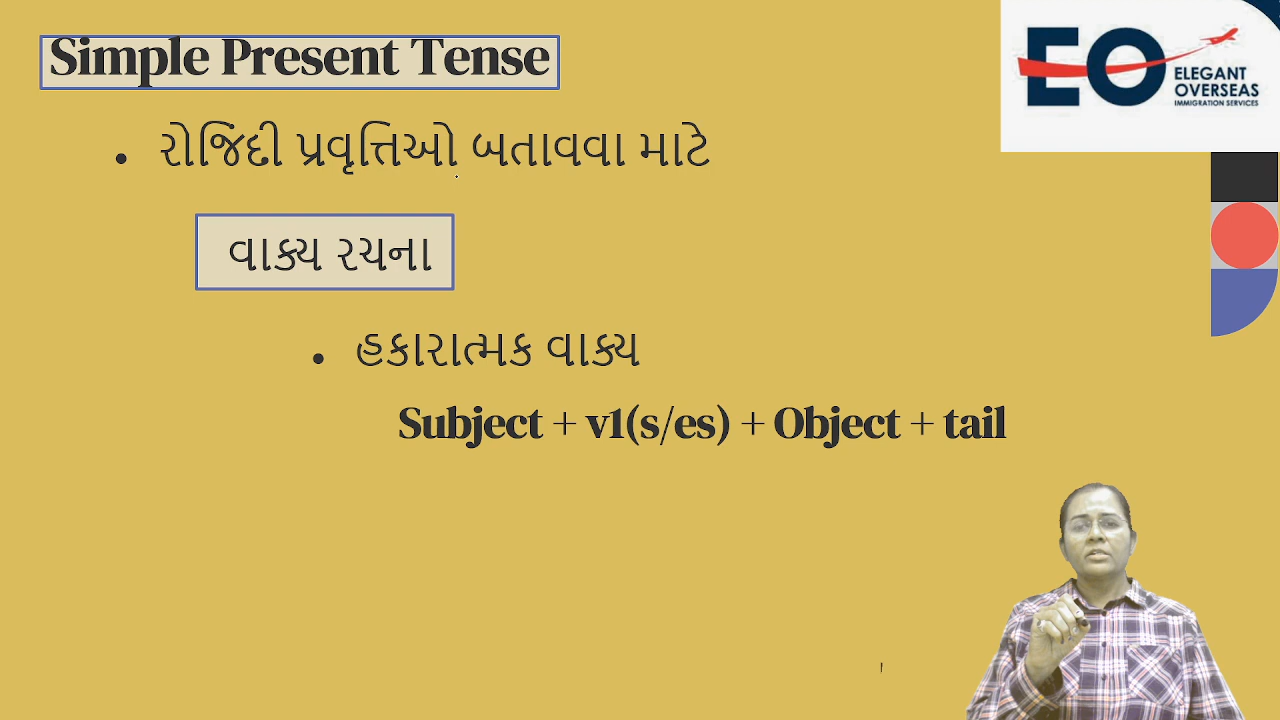 Simple Present Tense
ELEGANT
OVERSEAS
IMMIGRATION SERVICES
EO
• રોજિંદી પ્રવૃત્તિઓ બતાવવા માટે
વાક્ય રચના
• હકારાત્મક વાક્ય
Subject + v1(s/es) + Object + tail